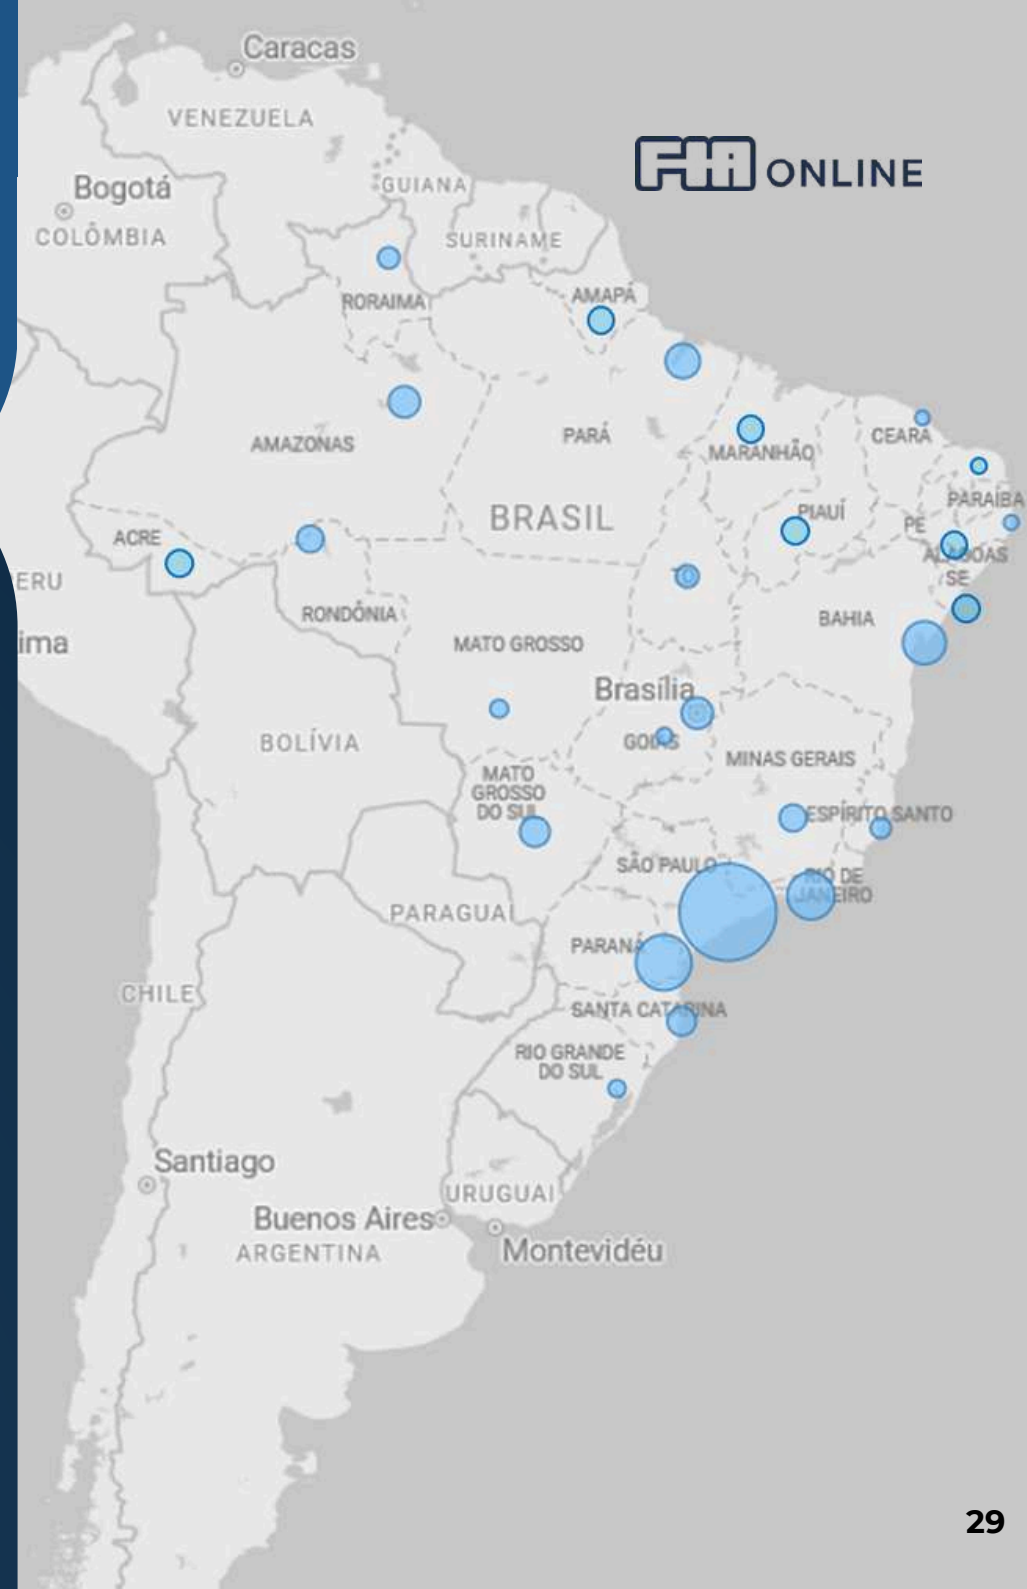 Caracas
VENEZUELA
FIA ONLINE
Bogotá
GUIANA
COLÔMBIA
SURINAME
RORAIMA
AMAPÁ
AMAZONAS
PARÁ
CEARÁ
MARANHÃO
PARAÍBA
BRASIL
PIAUÍ
PE
ACRE
ALAGOAS
ERU
SE
RONDÔNIA
BAHIA
ima
MATO GROSSO
Brasília
GOIÁS
BOLÍVIA
MINAS GERAIS
MATO
GROSSO
DO SUL
ESPÍRITO SANTO
SÃO PAULO
RIO DE
JANEIRO
PARAGUAI
PARANÁ
CHILE
SANTA CATARINA
RIO GRANDE
DO SUL
Santiago
URUGUAI
Buenos Aires
ARGENTINA
Montevidéu
29